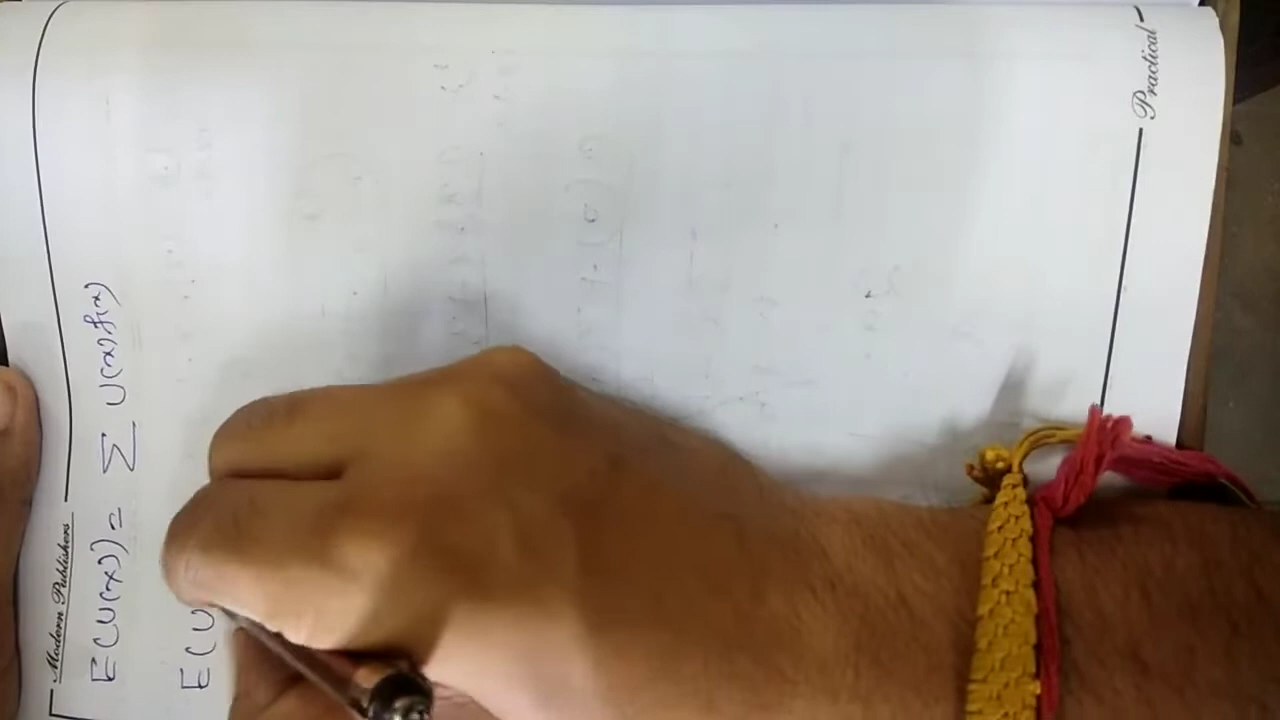 Modern Publishers
Practical
E(U(x)) = ∑ U(x) f(x)
E(U